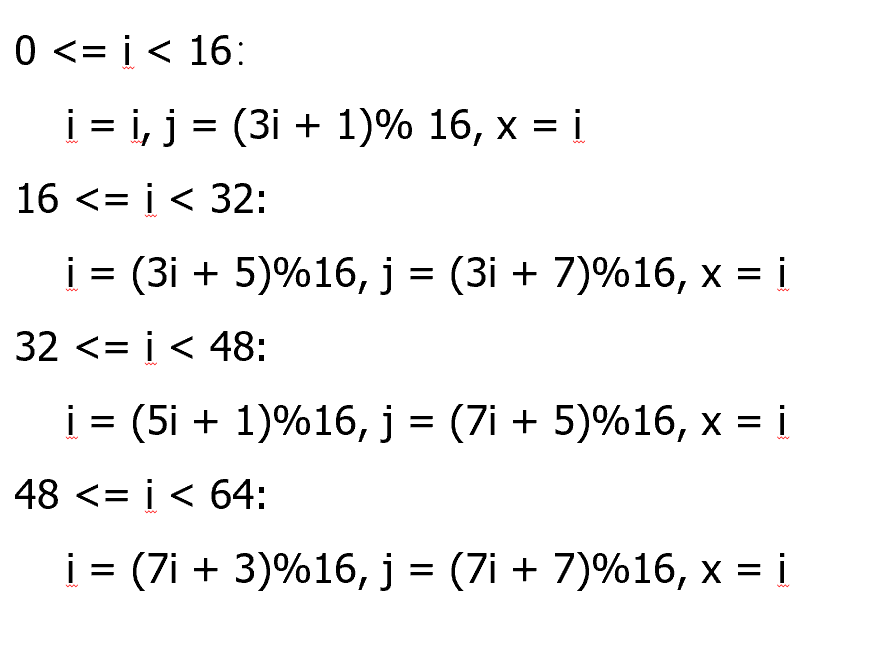 0 <= i < 16:
i = i, j = (3i + 1)% 16, x = i
16 <= i < 32:
i = (3i + 5)%16, j = (3i + 7)%16, x = i
32 <= i < 48:
i = (5i + 1)%16, j = (7i + 5)%16, x = i
48 <= i < 64:
i = (7i + 3)%16, j = (7i + 7)%16, x = i